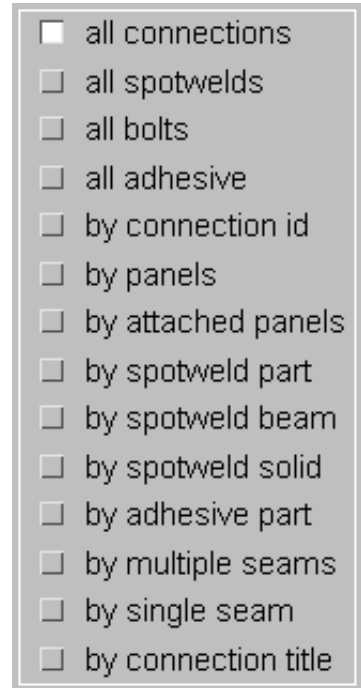 all connections
all spotwelds
all bolts
all adhesive
by connection id
by panels
by attached panels
by spotweld part
by spotweld beam
by spotweld solid
by adhesive part
by multiple seams
by single seam
by connection title